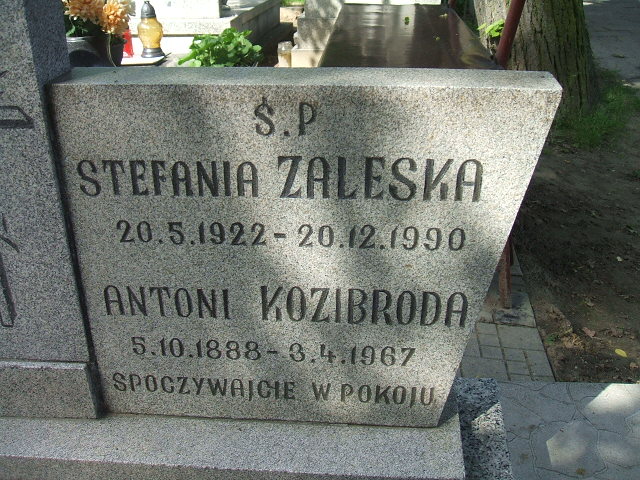 Ś.P
STEFANIA ZALESKA
20.5.1922 - 20.12.1990
ANTONI KOZIBRODA
5.10.1888 - 3.4.1967
SPOCZYWAJCIE W POKOJU